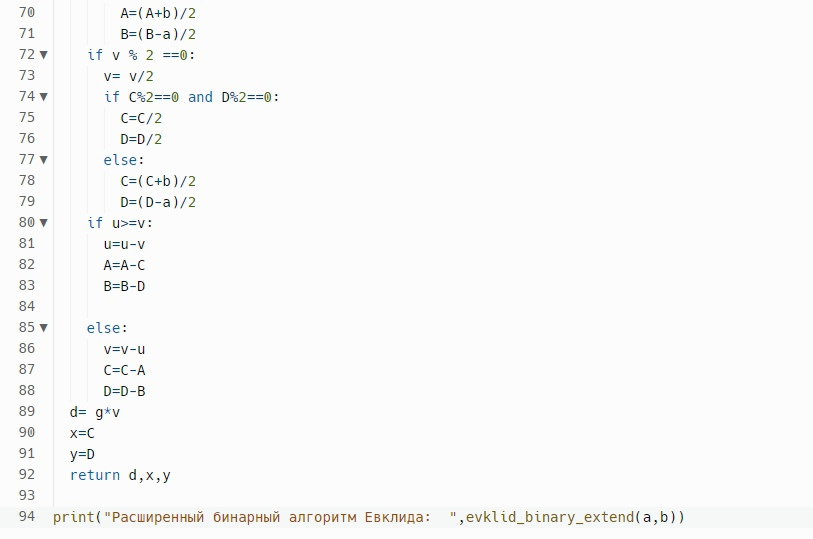 70 A=(A+b)/2
71 B=(B-a)/2
72 if v % 2 ==0:
73 v= v/2
74 if C%2==0 and D%2==0:
75 C=C/2
76 D=D/2
77 else:
78 C=(C+b)/2
79 D=(D-a)/2
80 if u>=v:
81 u=u-v
82 A=A-C
83 B=B-D
84
85 else:
86 v=v-u
87 C=C-A
88 D=D-B
89 d= g*v
90 x=C
91 y=D
92 return d,x,y
93
94 print("Расширенный бинарный алгоритм Евклида:  ",evklid_binary_extend(a,b))